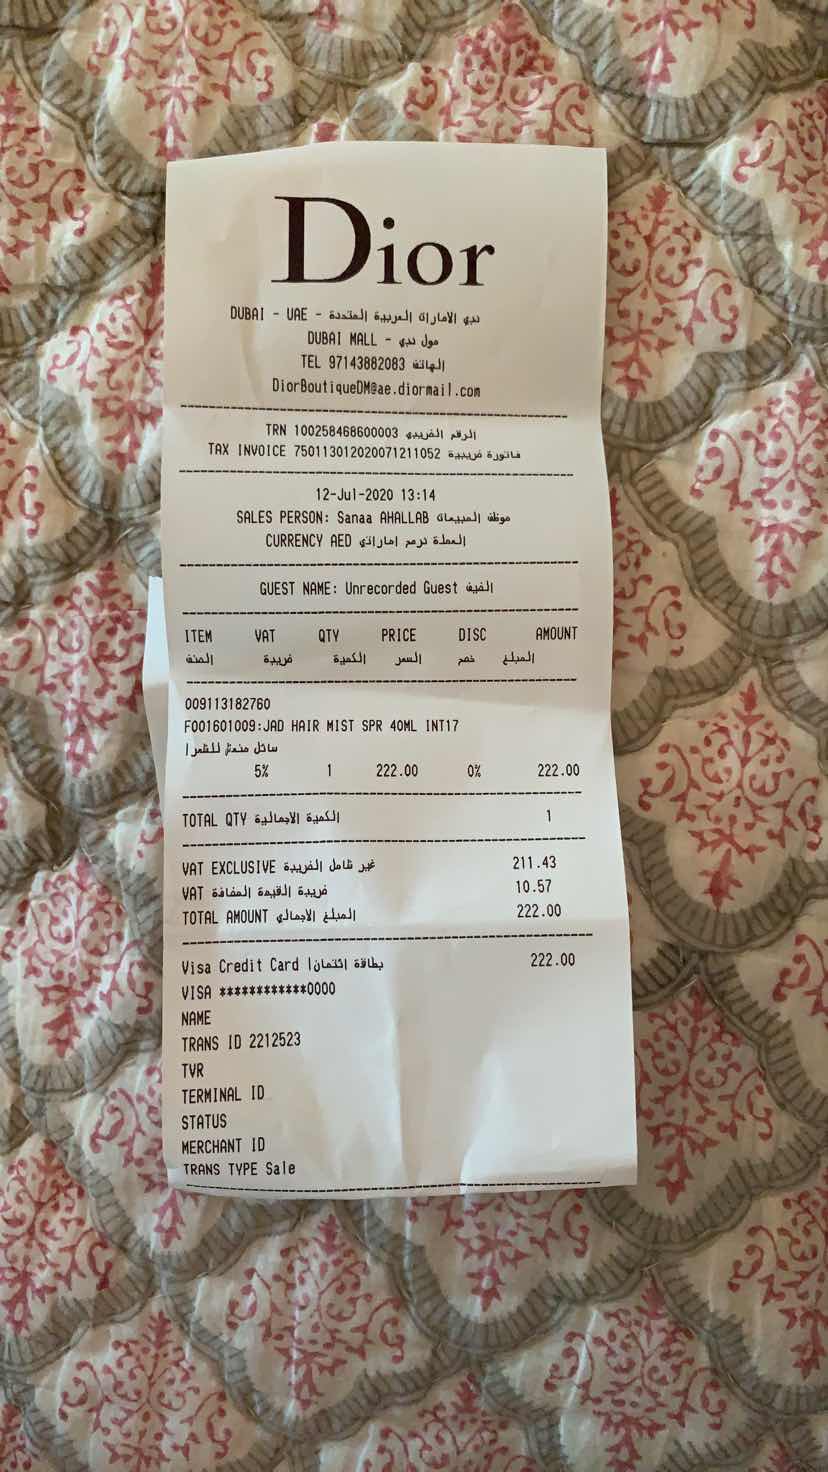 Dior
DUBAI - UAE - دبي الامارات العربية المتحدة
DUBAI MALL - مول دبي
TEL 97143882083 الهاتف
DiorBoutiqueDM@ae.diormail.com
TRN 100258468600003 الرقم الضريبي
TAX INVOICE 750113012020071211052 فاتورة ضريبية
12-Jul-2020 13:14
SALES PERSON: Sanaa AHALLAB موظف المبيعات
CURRENCY AED العملة درهم اماراتي
GUEST NAME: Unrecorded Guest الضيف
ITEM VAT QTY PRICE DISC AMOUNT
الصنف ضريبة الكمية السعر خصم المبلغ
009113182760
F001601009:JAD HAIR MIST SPR 40ML INT17
سائل منعش للشعر
5% 1 222.00 0% 222.00
TOTAL QTY الكمية الاجمالية 1
VAT EXCLUSIVE غير شامل الضريبة 211.43
VAT ضريبة القيمة المضافة 10.57
TOTAL AMOUNT المبلغ الاجمالي 222.00
Visa Credit Card بطاقة إئتمان 222.00
VISA ************0000
NAME
TRANS ID 2212523
TVR
TERMINAL ID
STATUS
MERCHANT ID
TRANS TYPE Sale